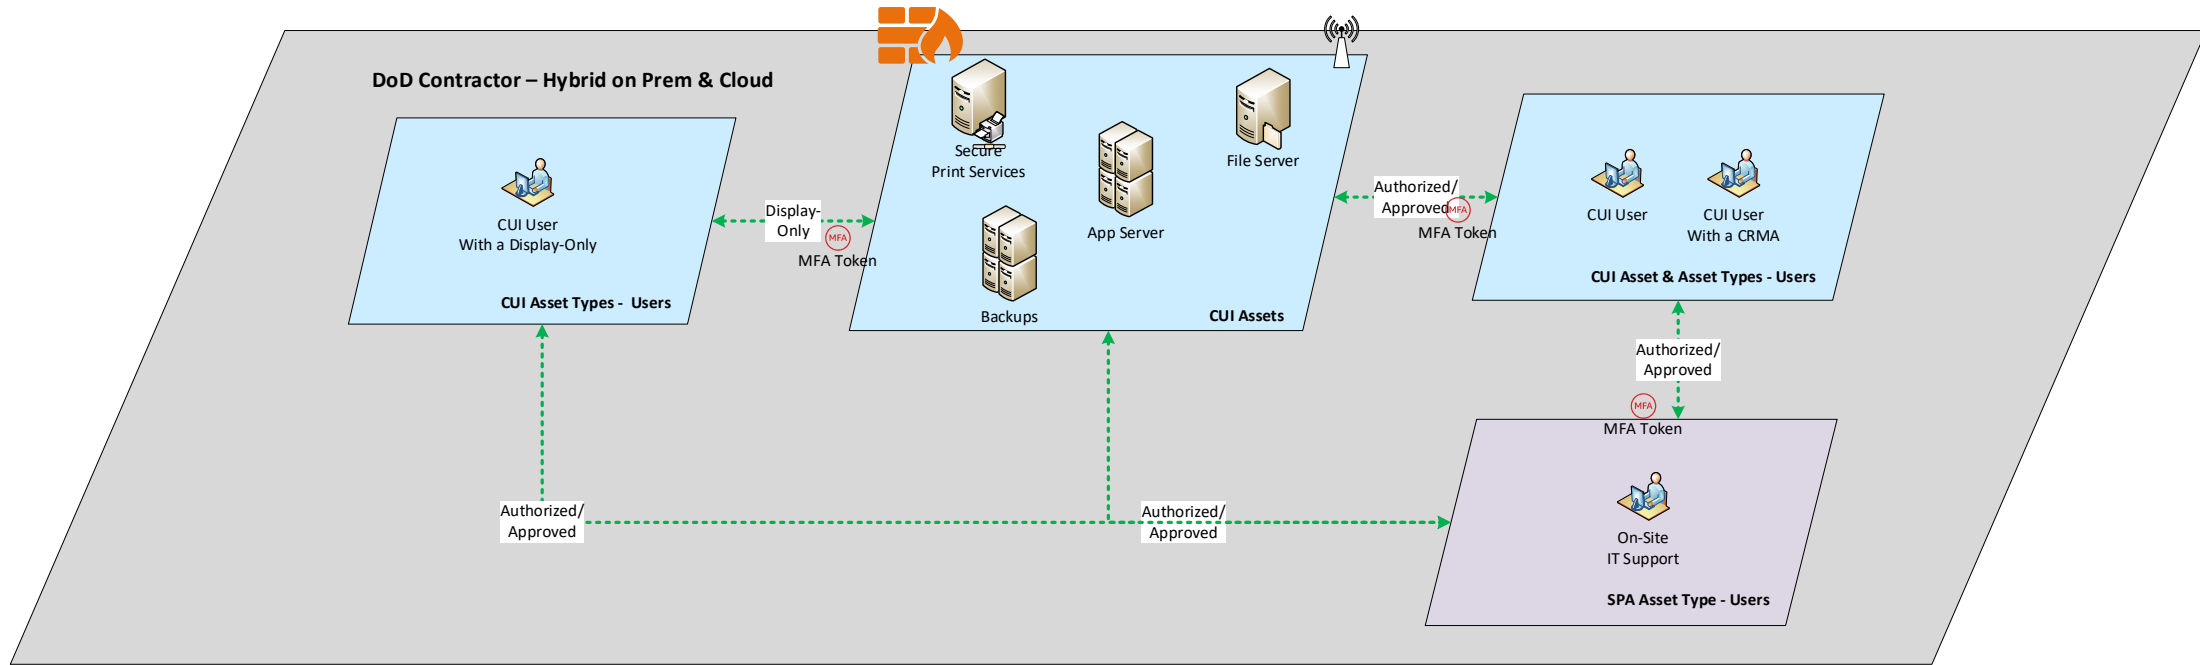 DoD Contractor – Hybrid on Prem & Cloud
CUI User
With a Display-Only
CUI Asset Types -  Users
Display-
Only
MFA
MFA Token
Secure
Print Services
App Server
File Server
Backups
CUI Assets
Authorized/
Approved
MFA
MFA Token
CUI User
CUI User
With a CRMA
CUI Asset & Asset Types - Users
Authorized/
Approved
MFA
MFA Token
On-Site
IT Support
SPA Asset Type - Users
Authorized/
Approved
Authorized/
Approved